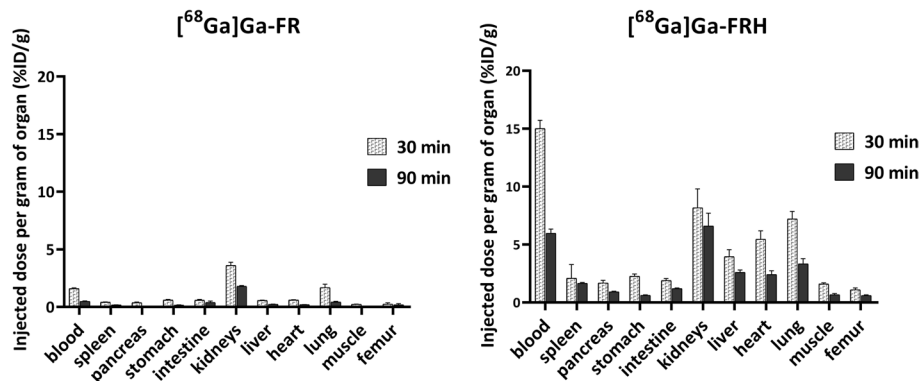 [⁶⁸Ga]Ga-FR
Injected dose per gram of organ (%ID/g)
20
15
10
5
0
30 min
90 min
blood
spleen
pancreas
stomach
intestine
kidneys
liver
heart
lung
muscle
femur
[⁶⁸Ga]Ga-FRH
Injected dose per gram of organ (%ID/g)
20
15
10
5
0
30 min
90 min
blood
spleen
pancreas
stomach
intestine
kidneys
liver
heart
lung
muscle
femur